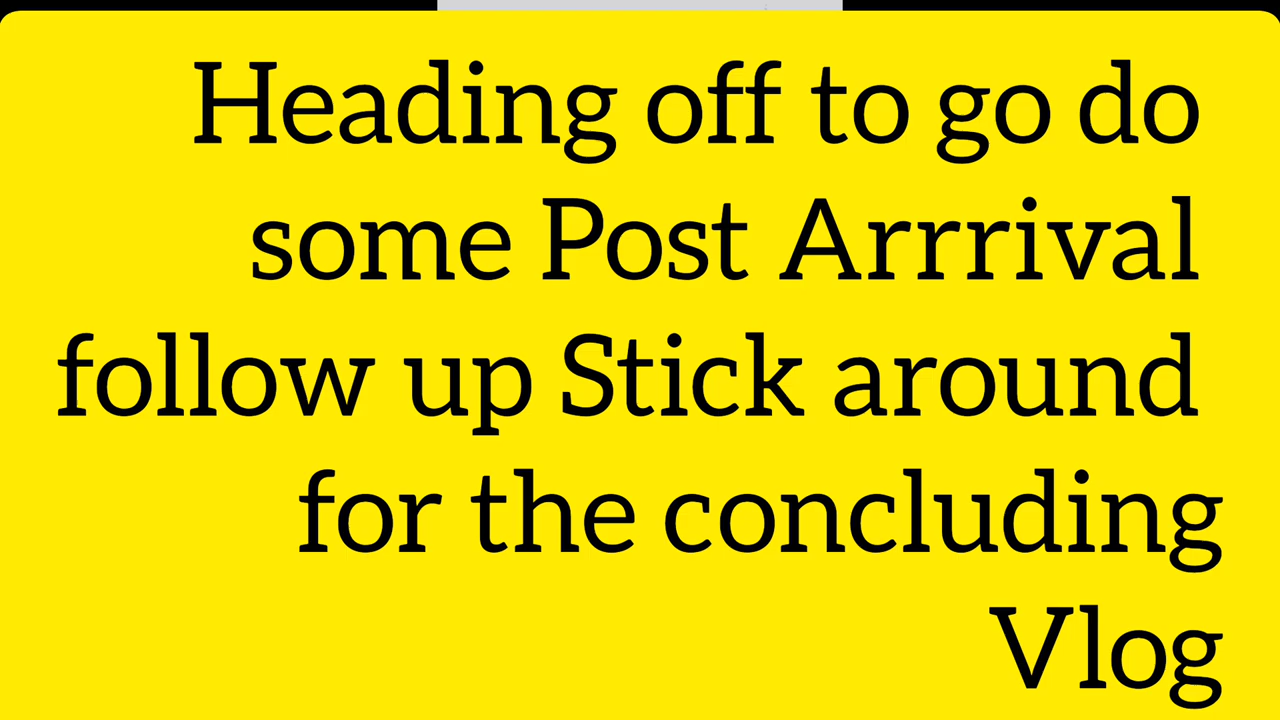 Heading off to go do
some Post Arrrival
follow up Stick around
for the concluding
Vlog